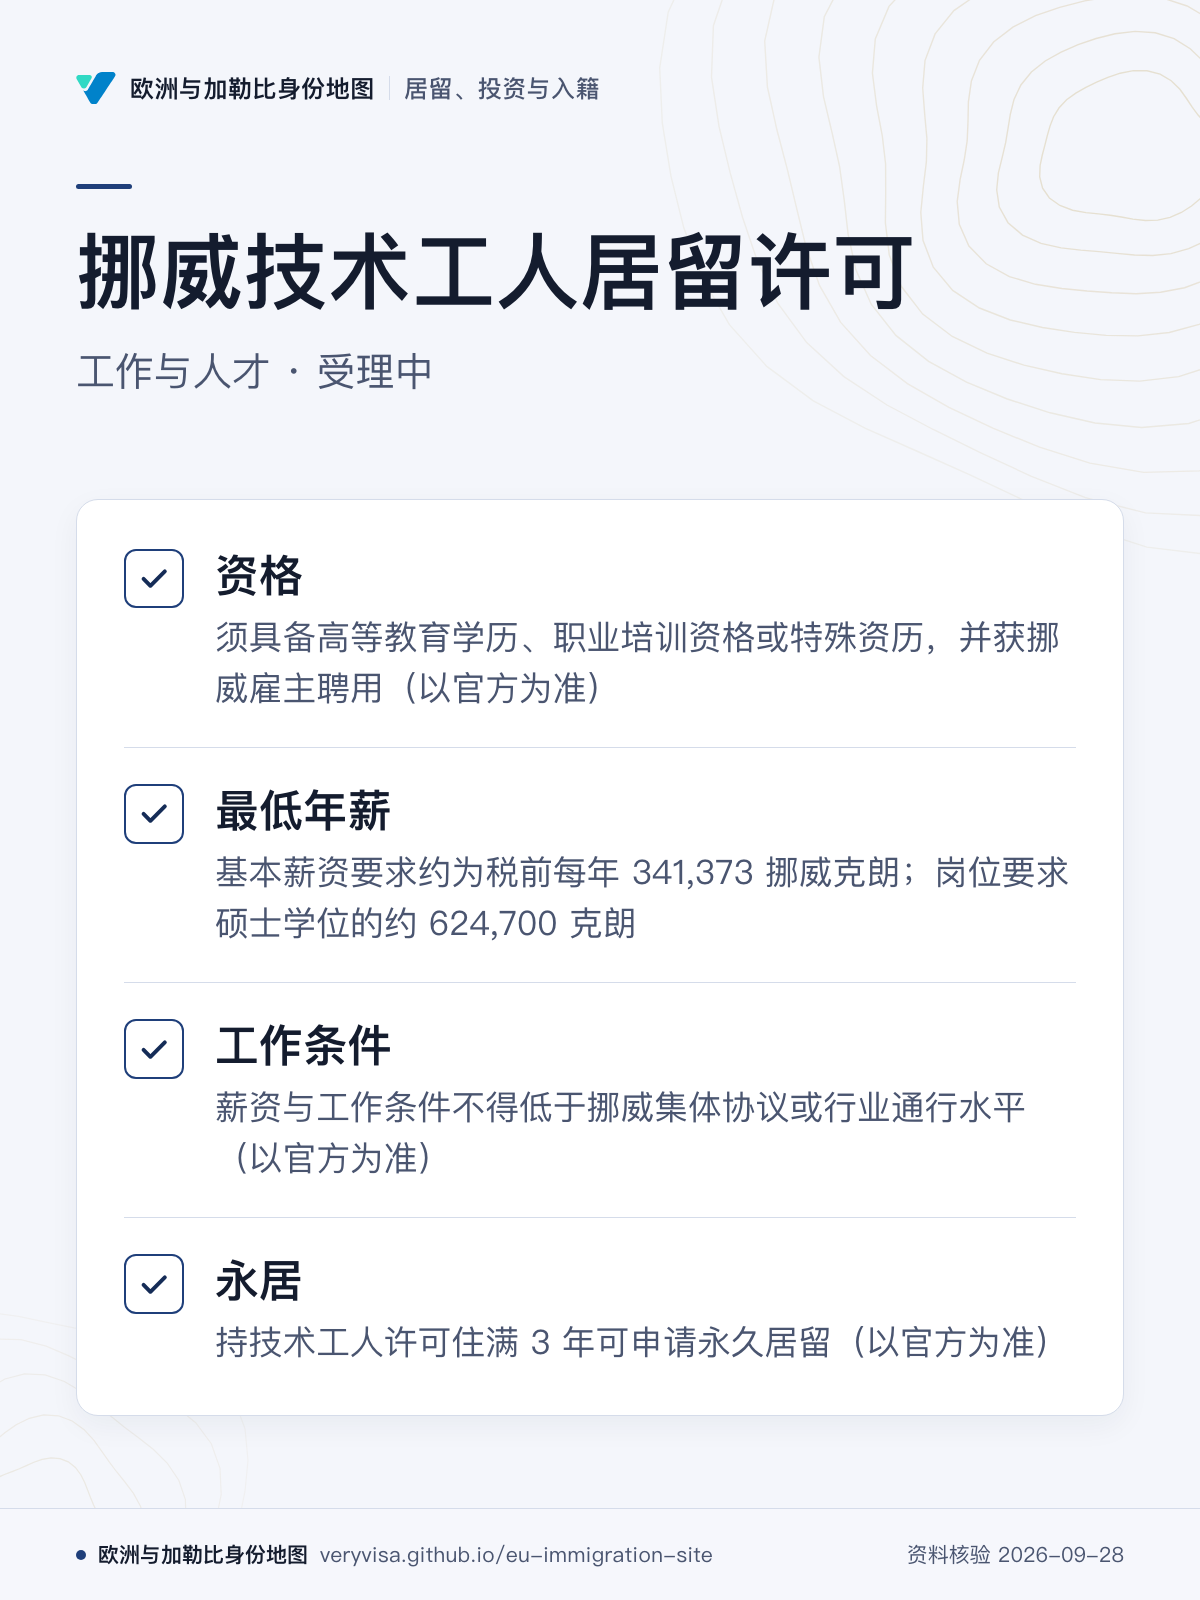 欧洲与加勒比身份地图 居留、投资与入籍
挪威技术工人居留许可
工作与人才 · 受理中
资格
须具备高等教育学历、职业培训资格或特殊资历，并获挪
威雇主聘用（以官方为准）
最低年薪
基本薪资要求约为税前每年 341,373 挪威克朗；岗位要求
硕士学位的约 624,700 克朗
工作条件
薪资与工作条件不得低于挪威集体协议或行业通行水平
（以官方为准）
永居
持技术工人许可住满 3 年可申请永久居留（以官方为准）
欧洲与加勒比身份地图 veryvisa.github.io/eu-immigration-site 资料核验 2026-09-28